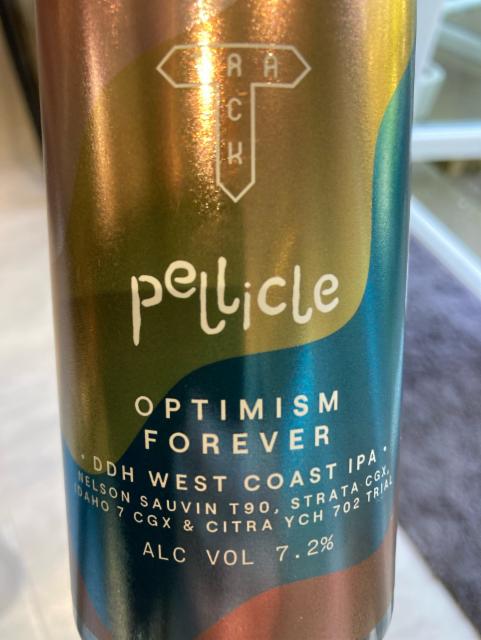 TRACK
pellicle
OPTIMISM
FOREVER
· DDH WEST COAST IPA ·
NELSON SAUVIN T90, STRATA CGX,
IDAHO 7 CGX & CITRA YCH 702 TRIAL
ALC VOL 7.2%